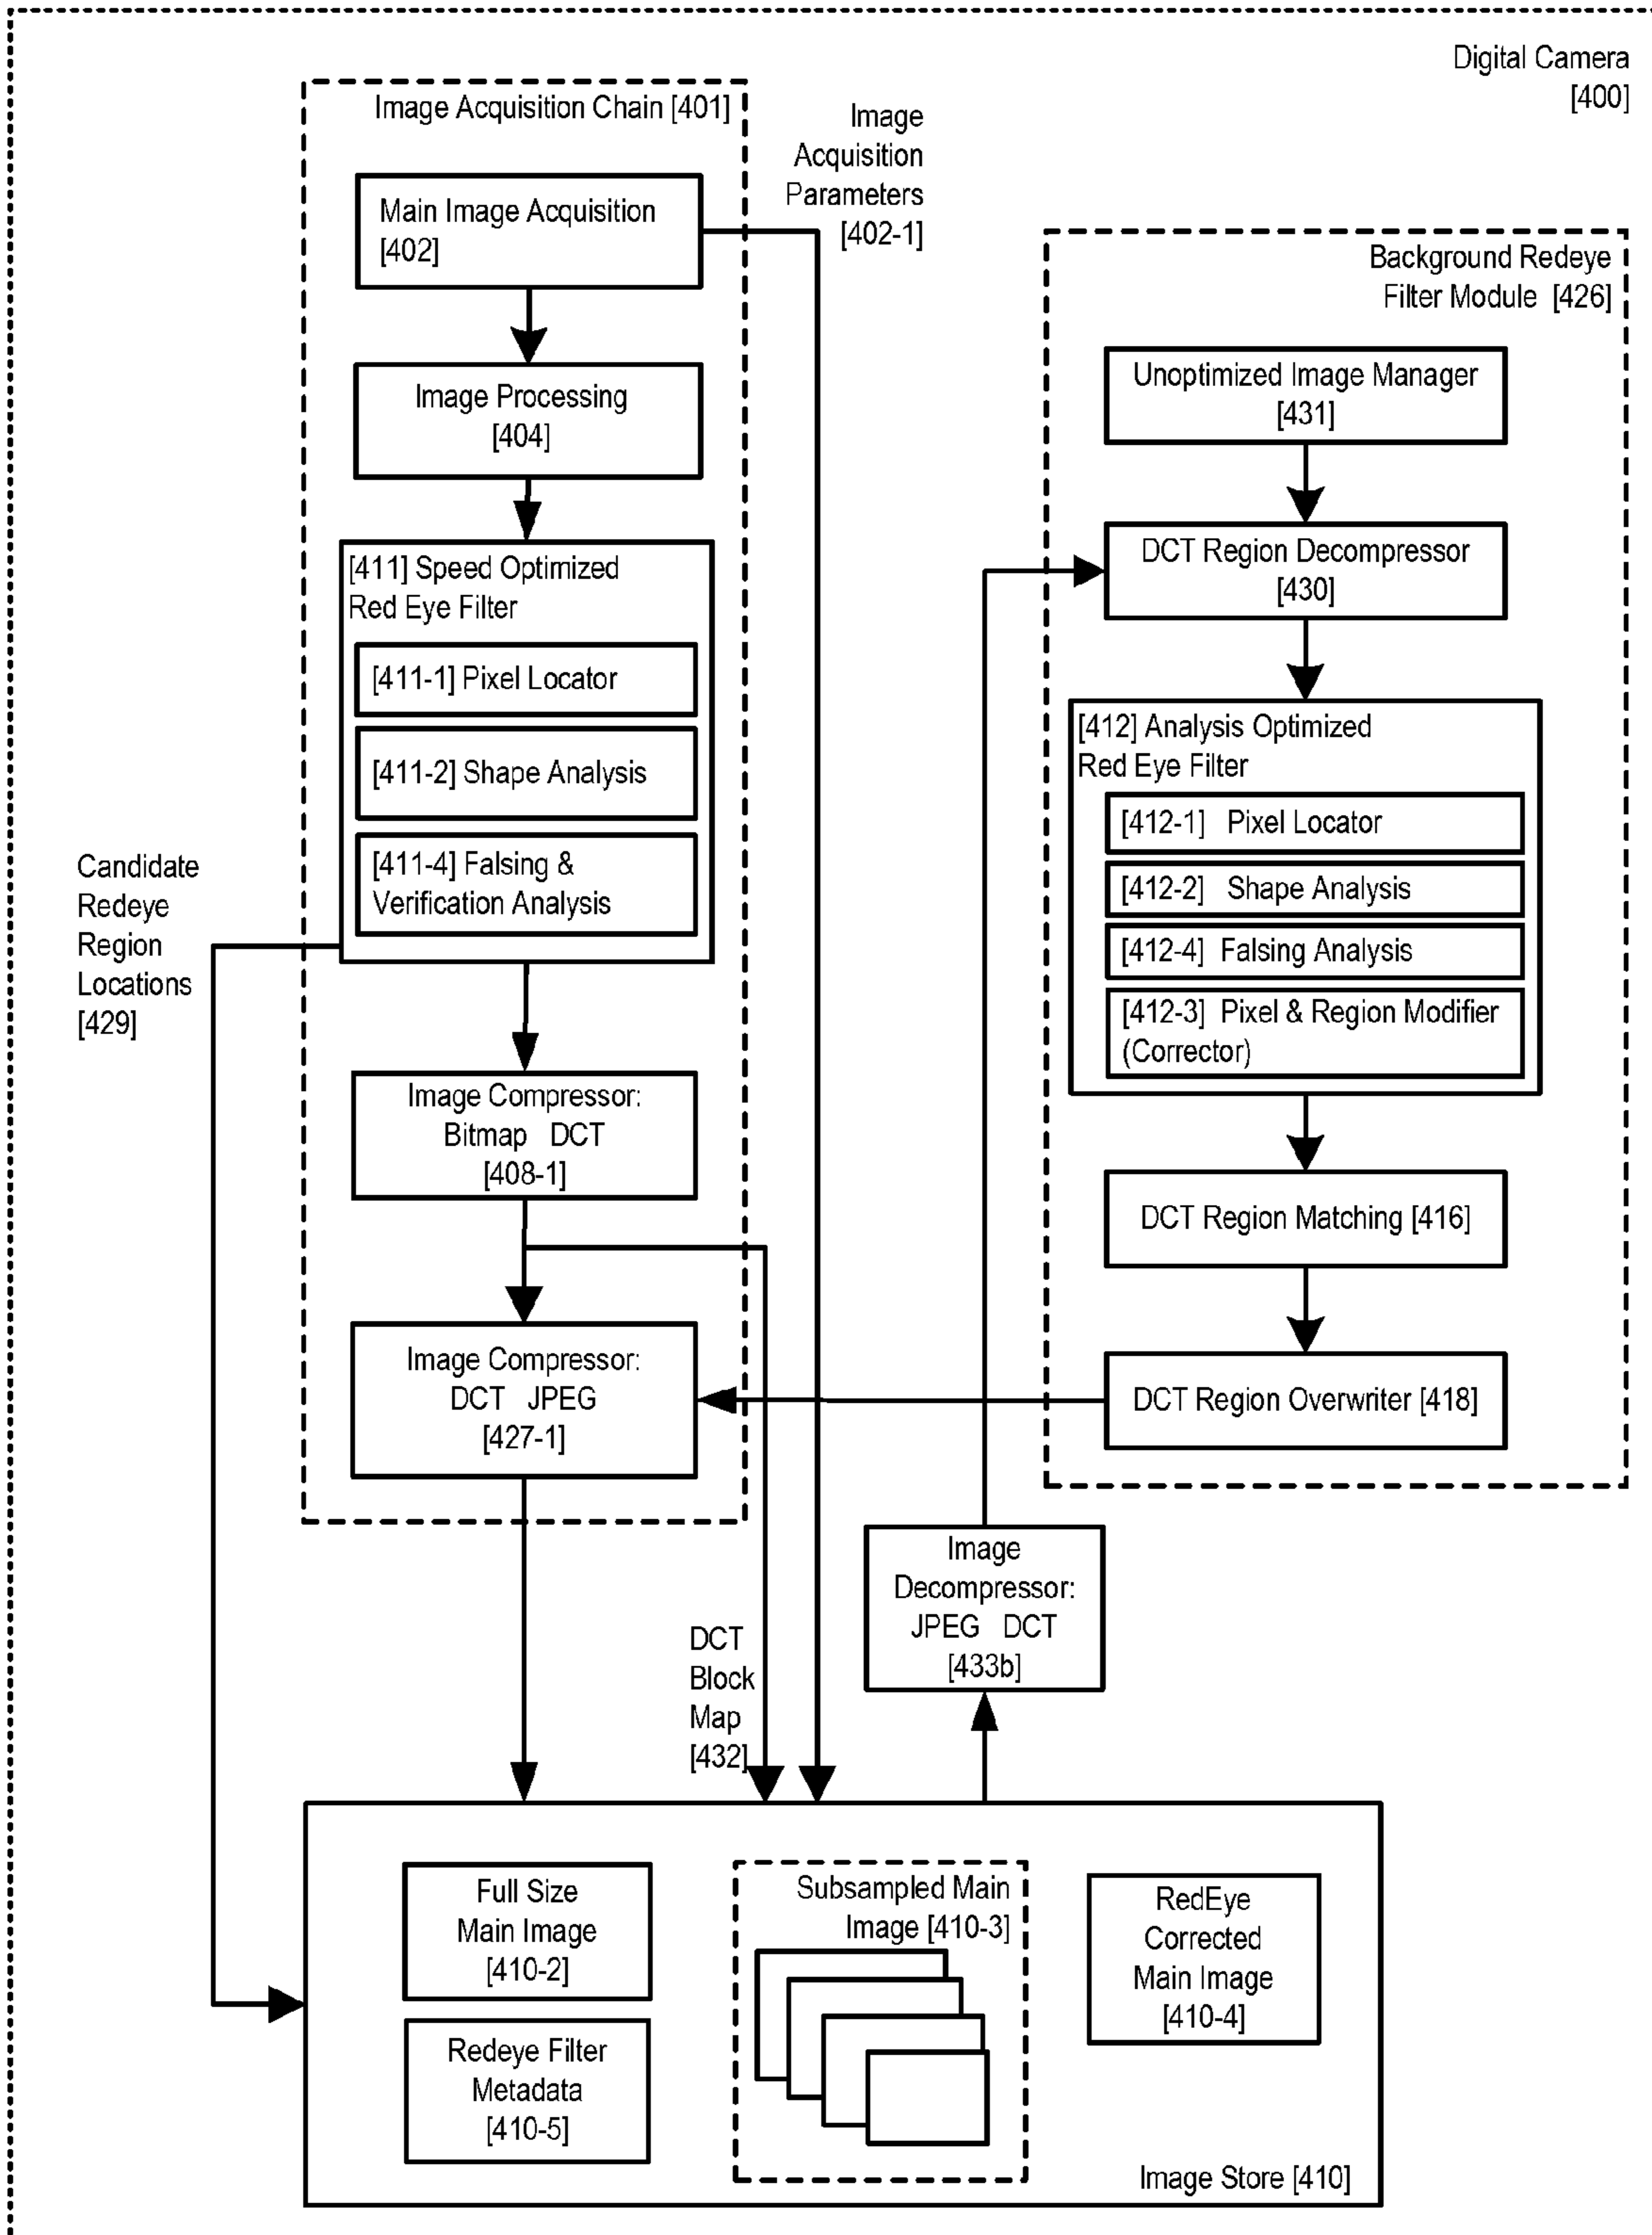 Digital Camera
[400]
Image Acquisition Chain [401]
Image
Acquisition
Parameters
[402-1]
Main Image Acquisition
[402]
Image Processing
[404]
[411] Speed Optimized
Red Eye Filter
[411-1] Pixel Locator
[411-2] Shape Analysis
[411-4] Falsing &
Verification Analysis
Candidate
Redeye
Region
Locations
[429]
Image Compressor:
Bitmap DCT
[408-1]
Image Compressor:
DCT JPEG
[427-1]
Background Redeye
Filter Module [426]
Unoptimized Image Manager
[431]
DCT Region Decompressor
[430]
[412] Analysis Optimized
Red Eye Filter
[412-1] Pixel Locator
[412-2] Shape Analysis
[412-4] Falsing Analysis
[412-3] Pixel & Region Modifier
(Corrector)
DCT Region Matching [416]
DCT Region Overwriter [418]
Image
Decompressor:
JPEG DCT
[433b]
DCT
Block
Map
[432]
Full Size
Main Image
[410-2]
Redeye Filter
Metadata
[410-5]
Subsampled Main
Image [410-3]
RedEye
Corrected
Main Image
[410-4]
Image Store [410]